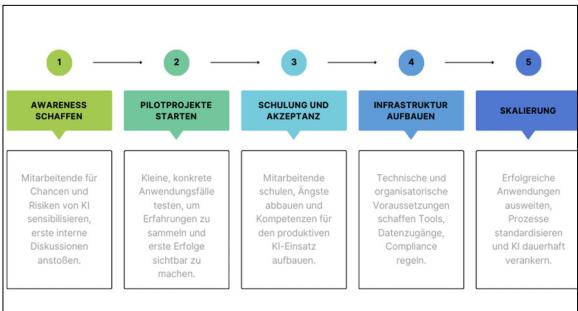 1
2
3
4
5
AWARENESS
SCHAFFEN
PILOTPROJEKTE
STARTEN
SCHULUNG UND
AKZEPTANZ
INFRASTRUKTUR
AUFBAUEN
SKALIERUNG
Mitarbeitende für
Chancen und
Risiken von KI
sensibilisieren,
erste interne
Diskussionen
anstoßen.
Kleine, konkrete
Anwendungsfälle
testen, um
Erfahrungen zu
sammeln und
erste Erfolge
sichtbar zu
machen.
Mitarbeitende
schulen, Ängste
abbauen und
Kompetenzen für
den produktiven
KI-Einsatz
aufbauen.
Technische und
organisatorische
Voraussetzungen
schaffen Tools,
Datenzugänge,
Compliance
regeln.
Erfolgreiche
Anwendungen
ausweiten,
Prozesse
standardisieren
und KI dauerhaft
verankern.